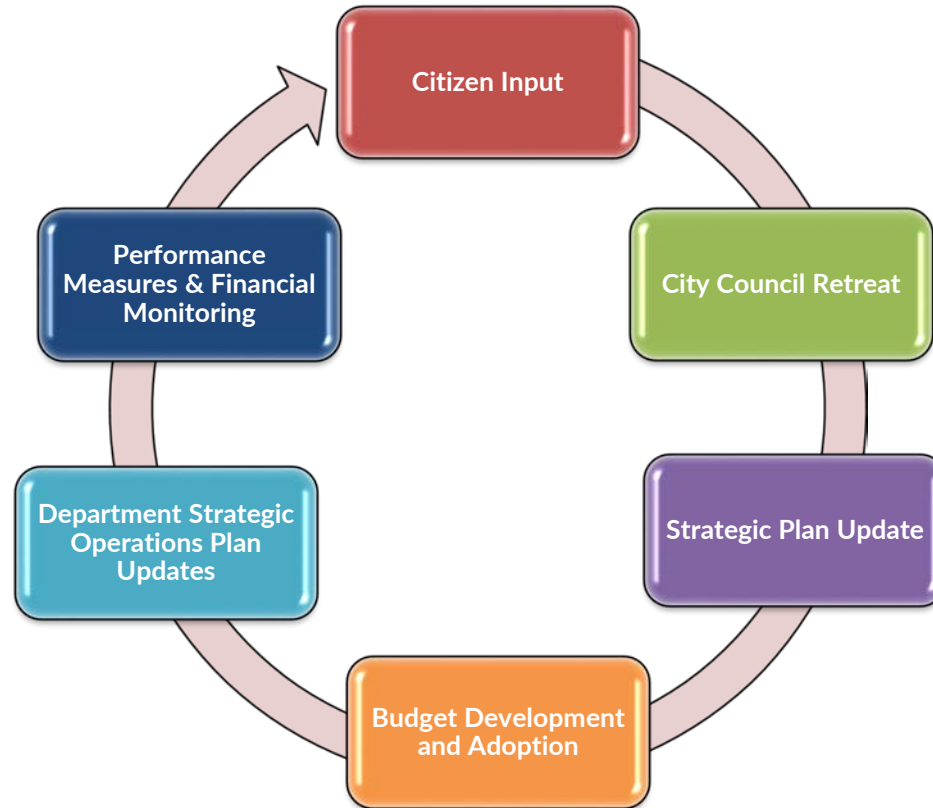 Citizen Input
City Council Retreat
Strategic Plan Update
Budget Development
and Adoption
Department Strategic
Operations Plan
Updates
Performance
Measures & Financial
Monitoring